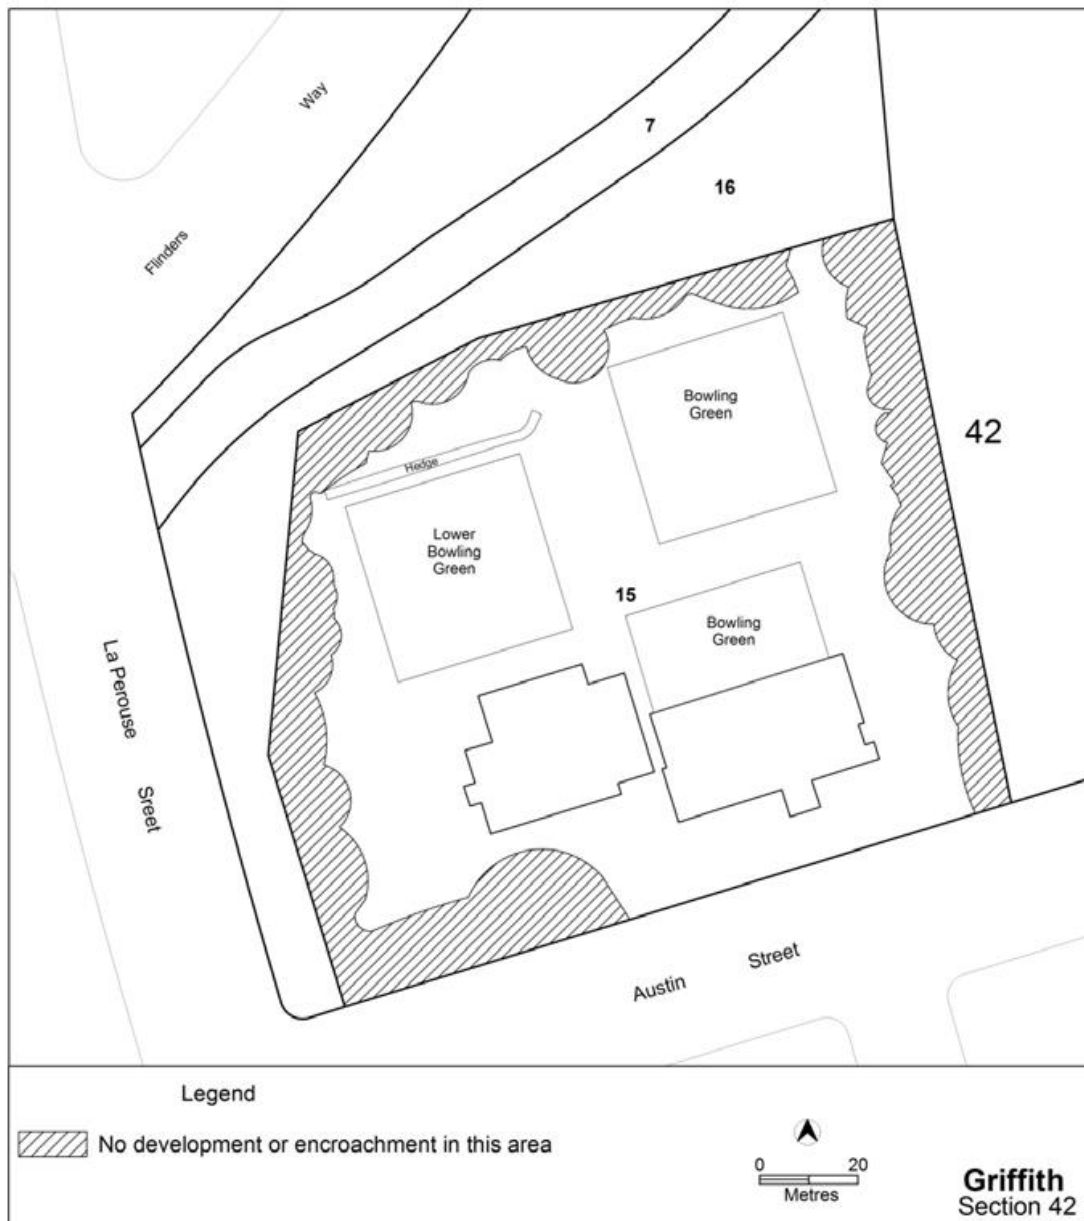 Way
Flinders
7
16
42
Bowling
Green
Hedge
Lower
Bowling
Green
15
Bowling
Green
La Perouse Sreet
Austin Street
Legend
No development or encroachment in this area
0 20
Metres
Griffith
Section 42